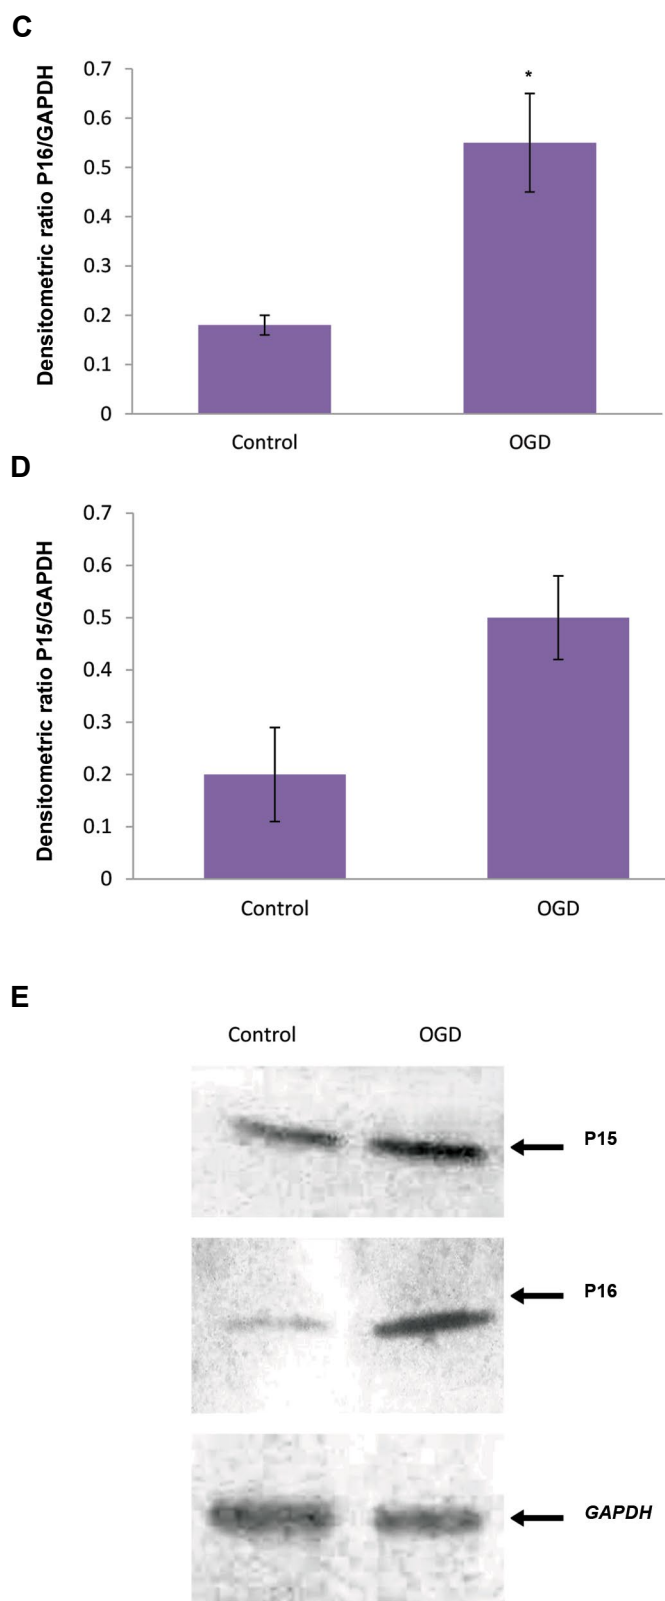 C
Densitometric ratio P16/GAPDH
0.7
0.6
0.5
0.4
0.3
0.2
0.1
0
*
Control OGD
D
Densitometric ratio P15/GAPDH
0.7
0.6
0.5
0.4
0.3
0.2
0.1
0
Control OGD
E
Control OGD
P15
P16
GAPDH